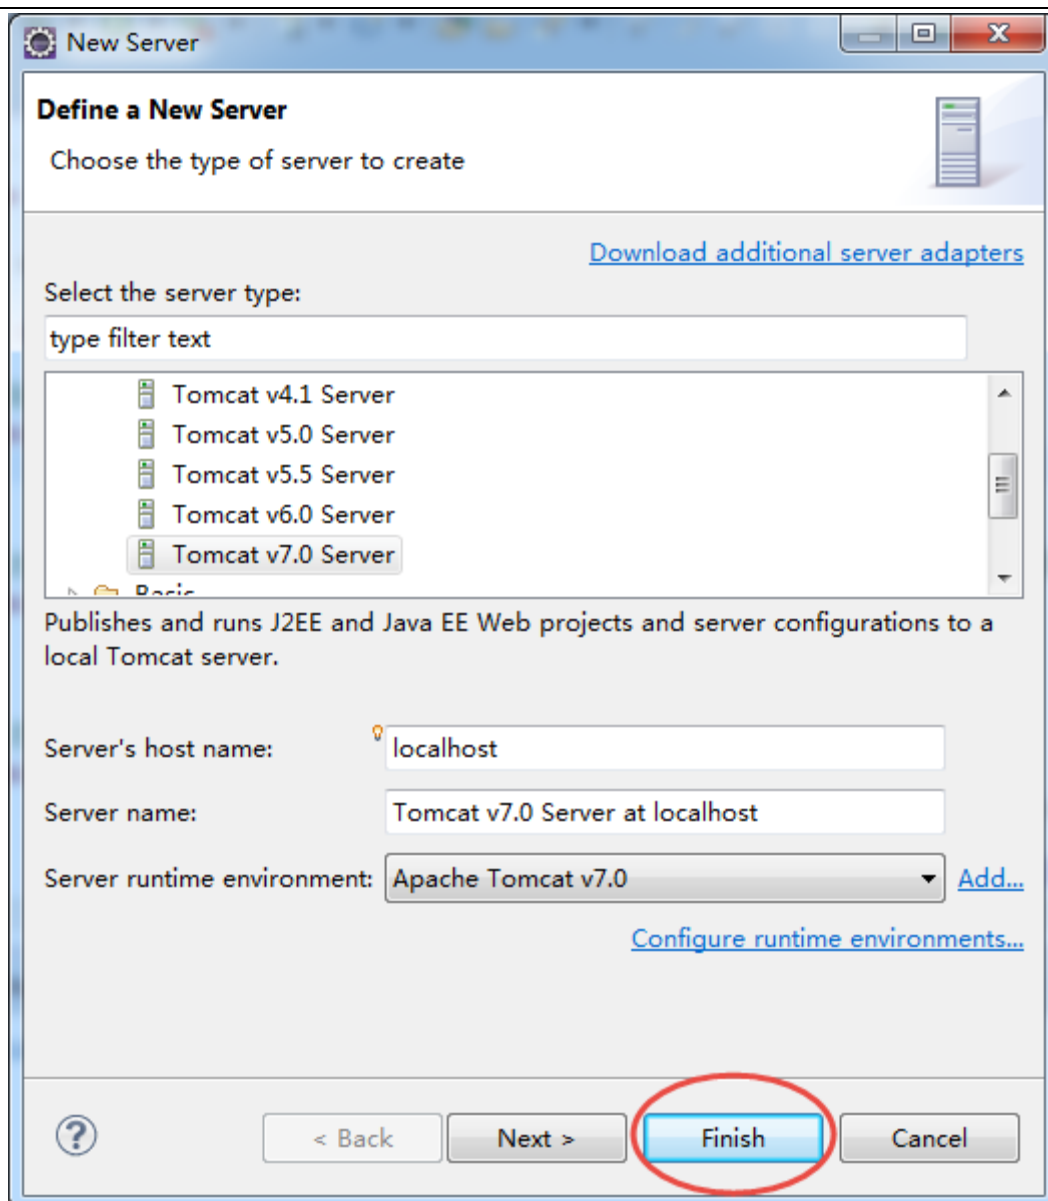 New Server
Define a New Server
Choose the type of server to create
Download additional server adapters
Select the server type:
type filter text
Tomcat v4.1 Server
Tomcat v5.0 Server
Tomcat v5.5 Server
Tomcat v6.0 Server
Tomcat v7.0 Server
Basic
Publishes and runs J2EE and Java EE Web projects and server configurations to a
local Tomcat server.
Server's host name: localhost
Server name: Tomcat v7.0 Server at localhost
Server runtime environment: Apache Tomcat v7.0 Add...
Configure runtime environments...
? < Back Next > Finish Cancel